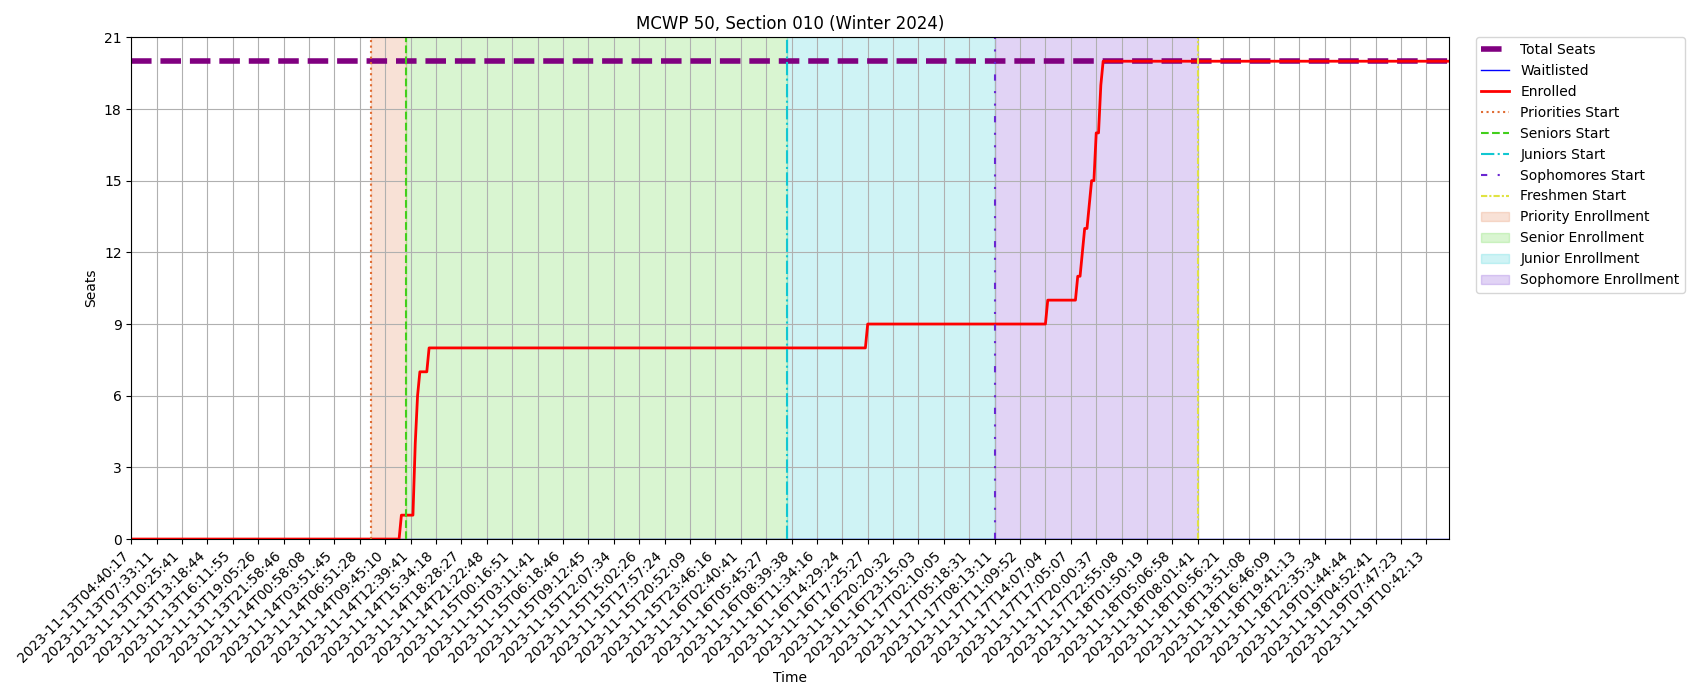 MCWP 50, Section 010 (Winter 2024)
Seats
21
18
15
12
9
6
3
0
2023-11-13T04:40:17
2023-11-13T07:33:11
2023-11-13T10:25:41
2023-11-13T13:18:44
2023-11-13T16:11:55
2023-11-13T19:05:26
2023-11-13T21:58:46
2023-11-14T00:58:08
2023-11-14T03:51:45
2023-11-14T06:51:28
2023-11-14T09:45:10
2023-11-14T12:39:41
2023-11-14T15:34:18
2023-11-14T18:28:27
2023-11-14T21:22:48
2023-11-15T00:16:51
2023-11-15T03:11:41
2023-11-15T06:18:46
2023-11-15T09:12:45
2023-11-15T12:07:34
2023-11-15T15:02:26
2023-11-15T17:57:24
2023-11-15T20:52:09
2023-11-15T23:46:16
2023-11-16T02:40:41
2023-11-16T05:45:27
2023-11-16T08:39:38
2023-11-16T11:34:16
2023-11-16T14:29:24
2023-11-16T17:25:27
2023-11-16T20:20:32
2023-11-16T23:15:03
2023-11-17T02:10:05
2023-11-17T05:18:31
2023-11-17T08:13:11
2023-11-17T11:09:52
2023-11-17T14:07:04
2023-11-17T17:05:07
2023-11-17T20:00:37
2023-11-17T22:55:08
2023-11-18T01:50:19
2023-11-18T05:06:58
2023-11-18T08:01:41
2023-11-18T10:56:21
2023-11-18T13:51:08
2023-11-18T16:46:09
2023-11-18T19:41:13
2023-11-18T22:35:34
2023-11-19T01:44:44
2023-11-19T04:52:41
2023-11-19T07:47:23
2023-11-19T10:42:13
Time
Total Seats
Waitlisted
Enrolled
Priorities Start
Seniors Start
Juniors Start
Sophomores Start
Freshmen Start
Priority Enrollment
Senior Enrollment
Junior Enrollment
Sophomore Enrollment